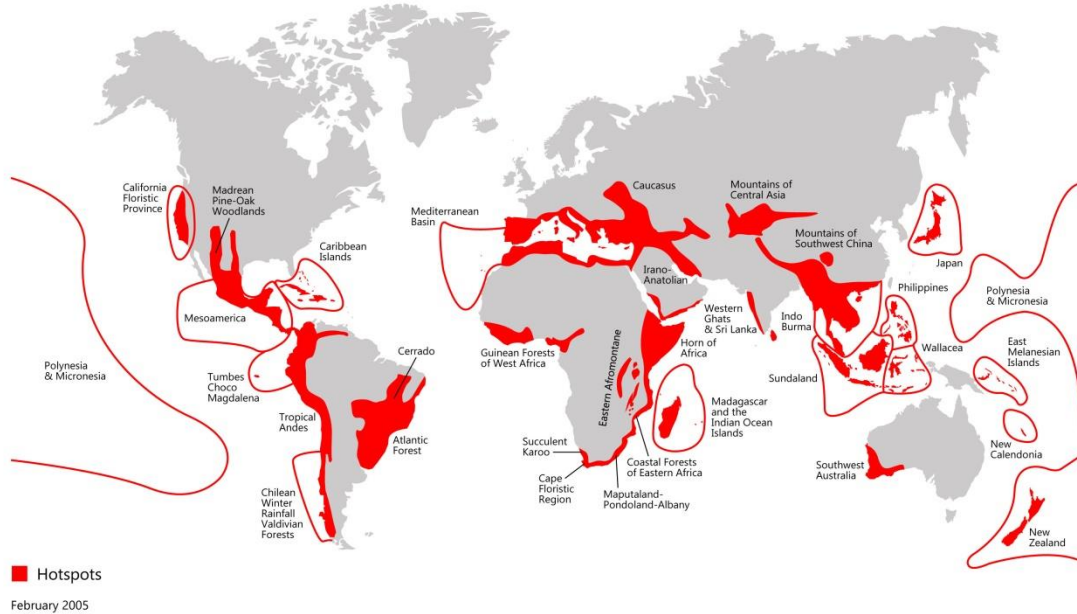 California
Floristic
Province
Madrean
Pine-Oak
Woodlands
Caribbean
Islands
Mesoamerica
Polynesia
& Micronesia
Tumbes
Choco
Magdalena
Cerrado
Tropical
Andes
Atlantic
Forest
Chilean
Winter
Rainfall
Valdivian
Forests
Mediterranean
Basin
Caucasus
Mountains of
Central Asia
Mountains of
Southwest China
Irano-
Anatolian
Japan
Philippines
Polynesia
& Micronesia
Western
Ghats
& Sri Lanka
Indo
Burma
Guinean Forests
of West Africa
Horn of
Africa
Eastern Afromontane
Wallacea
East
Melanesian
Islands
Sundaland
Madagascar
and the
Indian Ocean
Islands
Succulent
Karoo
Cape
Floristic
Region
Coastal Forests
of Eastern Africa
Maputaland-
Pondoland-Albany
Southwest
Australia
New
Calendonia
New
Zealand
Hotspots
February 2005